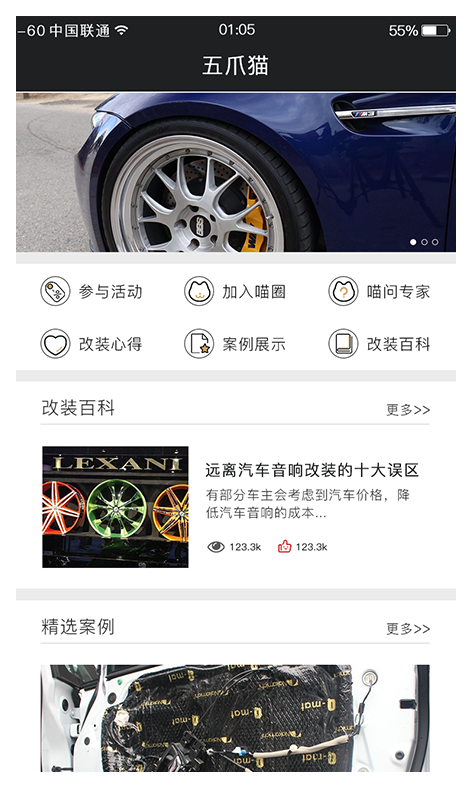 -60 中国联通 01:05 55%
五爪猫
M3
BBS
参与活动 加入喵圈 喵问专家
改装心得 案例展示 改装百科
改装百科 更多>>
LEXANI
远离汽车音响改装的十大误区
有部分车主会考虑到汽车价格，降
低汽车音响的成本...
123.3k 123.3k
精选案例 更多>>